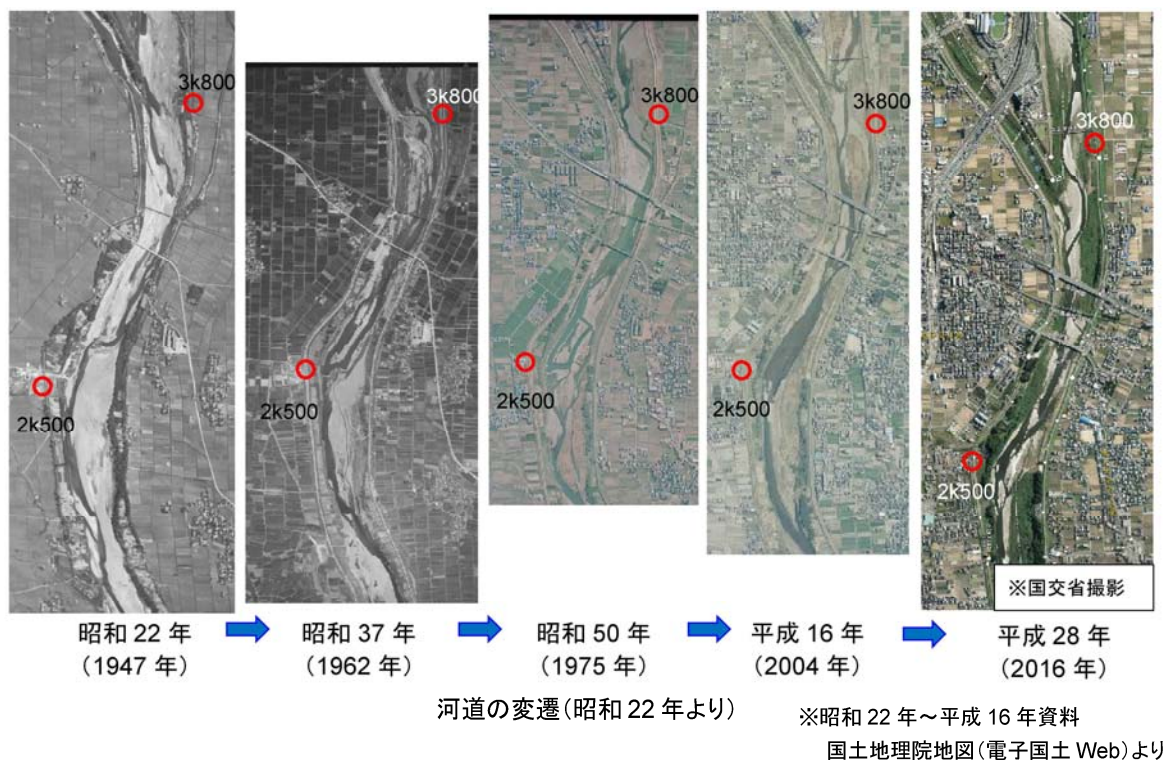 3k800
2k500
3k800
2k500
3k800
2k500
3k800
2k500
3k800
2k500
※国交省撮影
昭和 22 年
（1947 年）
昭和 37 年
（1962 年）
昭和 50 年
（1975 年）
平成 16 年
（2004 年）
平成 28 年
（2016 年）
河道の変遷（昭和 22 年より）
※昭和 22 年～平成 16 年資料
国土地理院地図（電子国土 Web）より